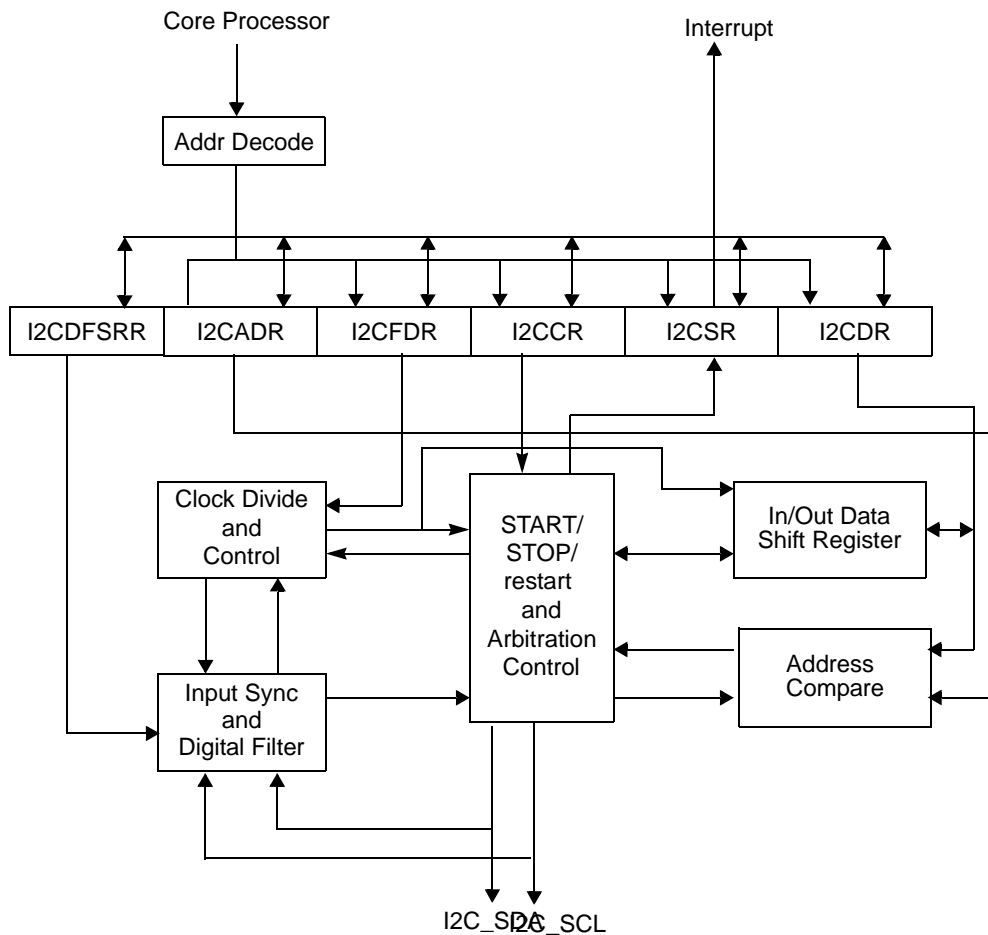 Core Processor
Interrupt
Addr Decode
I2CDFSRR
I2CADR
I2CFDR
I2CCR
I2CSR
I2CDR
Clock Divide
and
Control
START/
STOP/
restart
and
Arbitration
Control
In/Out Data
Shift Register
Input Sync
and
Digital Filter
Address
Compare
I2C_SDA
I2C_SCL